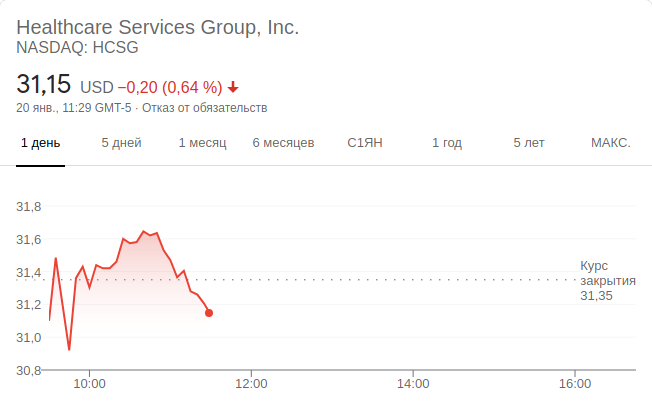 Healthcare Services Group, Inc.
NASDAQ: HCSG
31,15 USD −0,20 (0,64 %)
20 янв., 11:29 GMT-5 · Отказ от обязательств
1 день 5 дней 1 месяц 6 месяцев С1ЯН 1 год 5 лет МАКС.
31,8
31,6
31,4
31,2
31,0
30,8
Курс
закрытия
31,35
10:00 12:00 14:00 16:00